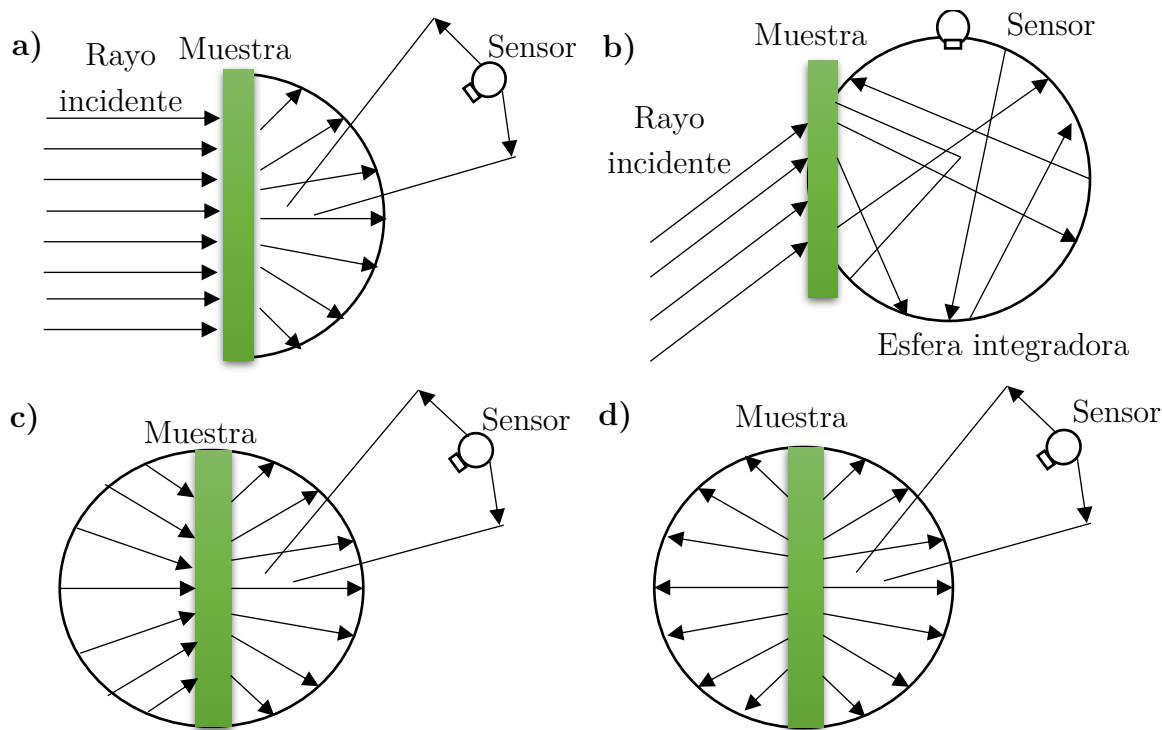 a)
Rayo
incidente
Muestra
Sensor
b)
Rayo
incidente
Muestra
Sensor
Esfera integradora
c)
Muestra
Sensor
d)
Muestra
Sensor